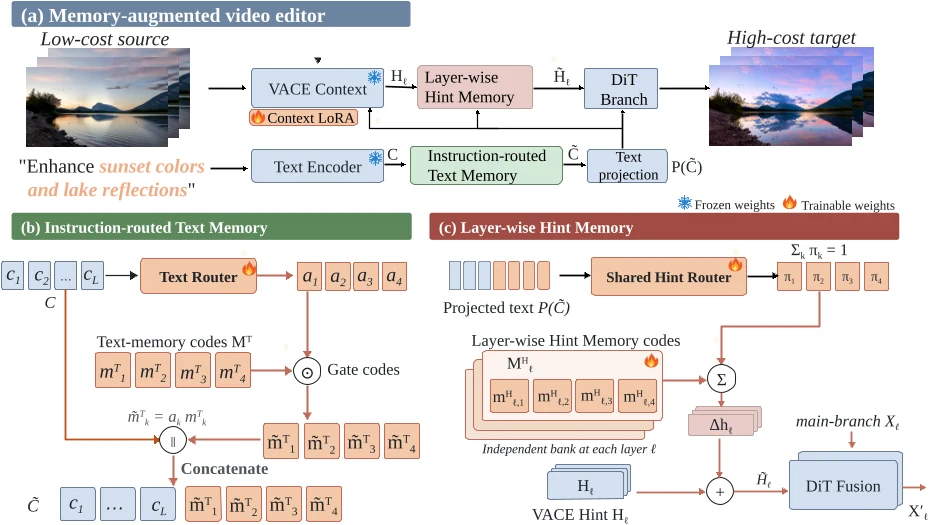 (a) Memory-augmented video editor
Low-cost source
High-cost target
VACE Context
Hℓ
Layer-wise
Hint Memory
H̃ℓ
DiT
Branch
Context LoRA
"Enhance sunset colors
and lake reflections"
Text Encoder
C
Instruction-routed
Text Memory
C̃
Text
projection
P(C̃)
Frozen weights
Trainable weights
(b) Instruction-routed Text Memory
c1 c2 ... cL
C
Text Router
a1 a2 a3 a4
Text-memory codes Mᵀ
mᵀ1 mᵀ2 mᵀ3 mᵀ4
⊙
Gate codes
m̃ᵀk = ak mᵀk
||
m̃ᵀ1 m̃ᵀ2 m̃ᵀ3 m̃ᵀ4
Concatenate
C̃
c1 ... cL m̃ᵀ1 m̃ᵀ2 m̃ᵀ3 m̃ᵀ4
(c) Layer-wise Hint Memory
Σk πk = 1
Shared Hint Router
π1 π2 π3 π4
Projected text P(C̃)
Layer-wise Hint Memory codes
Mᴴℓ
mᴴℓ,1 mᴴℓ,2 mᴴℓ,3 mᴴℓ,4
Σ
Independent bank at each layer ℓ
Δhℓ
main-branch Xℓ
Hℓ
+
H̃ℓ
DiT Fusion
VACE Hint Hℓ
X'ℓ